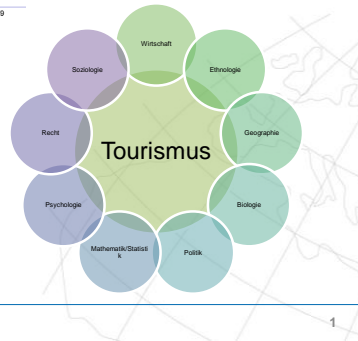 9
Wirtschaft
Soziologie
Ethnologie
Recht
Geographie
Tourismus
Psychologie
Biologie
Mathematik/Statisti
k
Politik
1